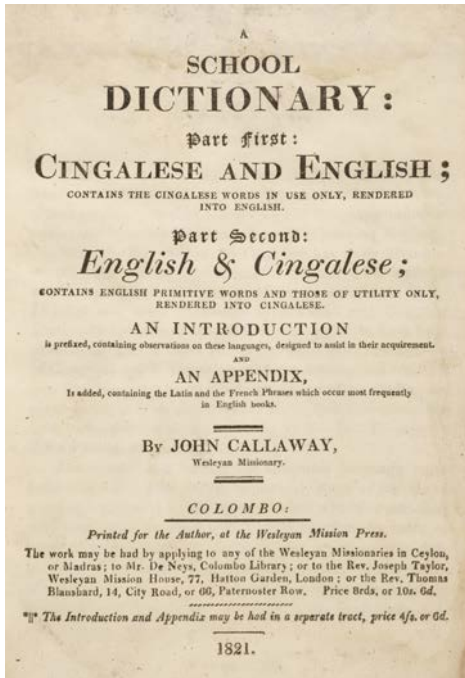 A
SCHOOL
DICTIONARY:
Part First:
CINGALESE AND ENGLISH;
CONTAINS THE CINGALESE WORDS IN USE ONLY, RENDERED
INTO ENGLISH.
Part Second:
English & Cingalese;
CONTAINS ENGLISH PRIMITIVE WORDS AND THOSE OF UTILITY ONLY,
RENDERED INTO CINGALESE.
AN INTRODUCTION
is prefixed, containing observations on these languages, designed to assist in their acquirement.
AND
AN APPENDIX,
Is added, containing the Latin and the French Phrases which occur most frequently
in English books.
BY JOHN CALLAWAY,
Wesleyan Missionary.
COLOMBO:
Printed for the Author, at the Wesleyan Mission Press.
The work may be had by applying to any of the Wesleyan Missionaries in Ceylon,
or Madras; to Mr. De Neys, Colombo Library; or to the Rev. Joseph Taylor,
Wesleyan Mission House, 77, Hatton Garden, London; or the Rev. Thomas
Blanshard, 14, City Road, or 66, Paternoster Row. Price 8rds, or 10s. 6d.
The Introduction and Appendix may be had in a separate tract, price 4fs. or 6d.
1821.